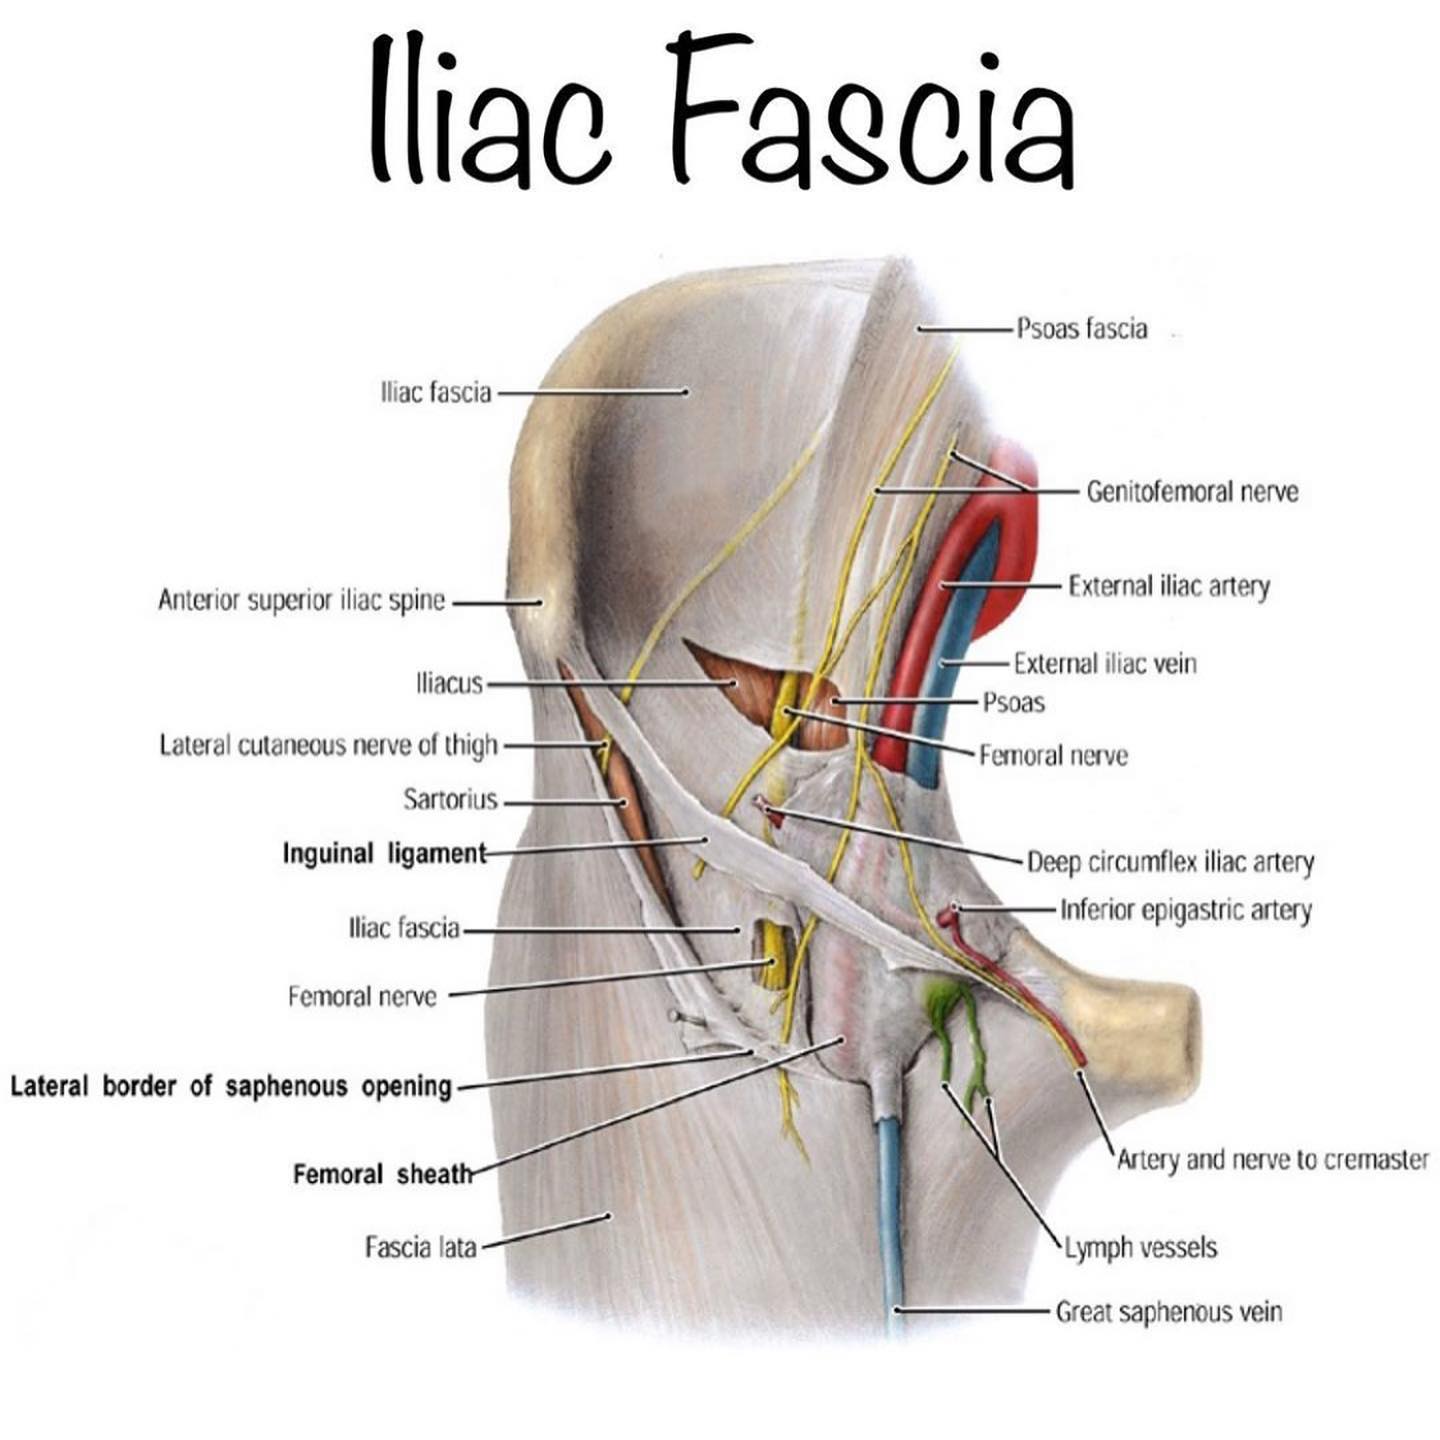 Iliac Fascia
Psoas fascia
Iliac fascia
Genitofemoral nerve
External iliac artery
Anterior superior iliac spine
External iliac vein
Iliacus
Psoas
Lateral cutaneous nerve of thigh
Femoral nerve
Sartorius
Inguinal ligament
Deep circumflex iliac artery
Inferior epigastric artery
Iliac fascia
Femoral nerve
Lateral border of saphenous opening
Artery and nerve to cremaster
Femoral sheath
Fascia lata
Lymph vessels
Great saphenous vein